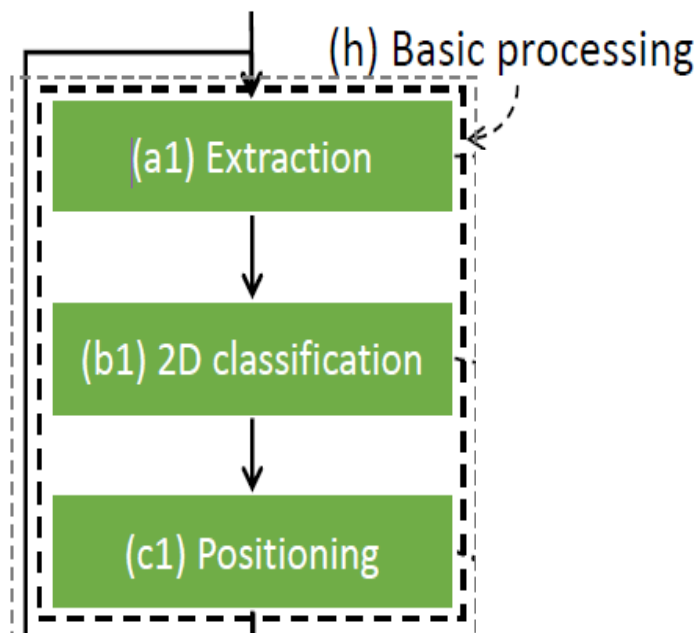 (h) Basic processing
(a1) Extraction
(b1) 2D classification
(c1) Positioning